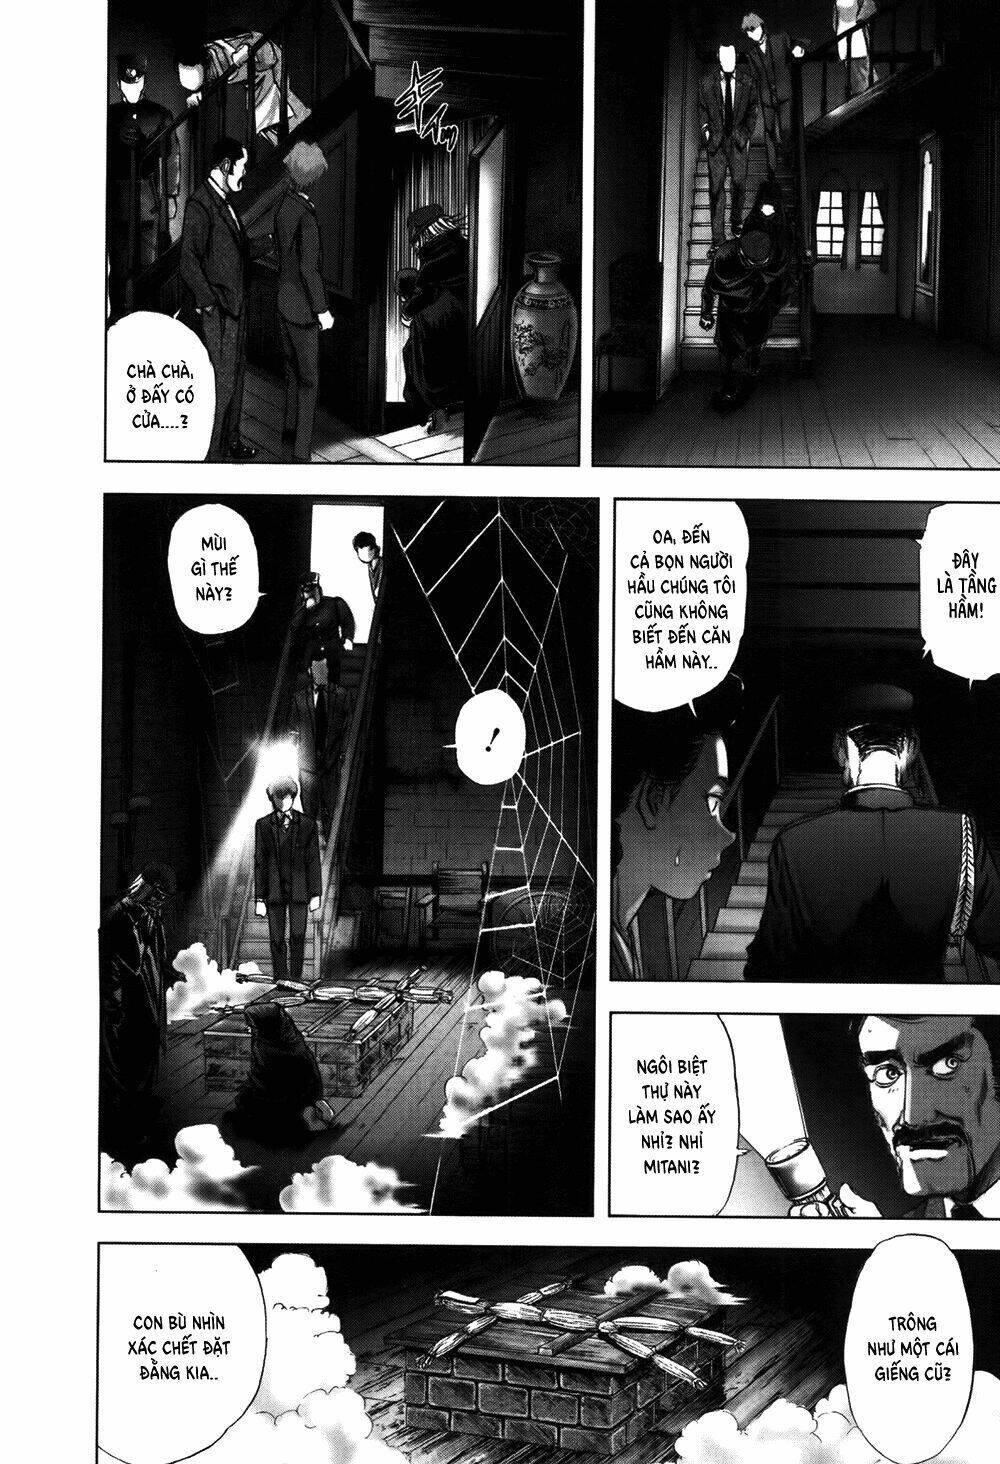 CHÀ CHÀ,
Ở ĐẤY CÓ
CỬA....?
ĐÂY
LÀ TẦNG
HẦM!
OA, ĐẾN
CẢ BỌN NGƯỜI
HẦU CHÚNG TÔI
CŨNG KHÔNG
BIẾT ĐẾN CĂN
HẦM NÀY..
NGÔI BIỆT
THỰ NÀY
LÀM SAO ẤY
NHỈ? NHỈ
MITANI?
MÙI
GÌ THẾ
NÀY?
!
TRÔNG
NHƯ MỘT CÁI
GIẾNG CŨ?
CON BÙ NHÌN
XÁC CHẾT ĐẶT
ĐẰNG KIA..